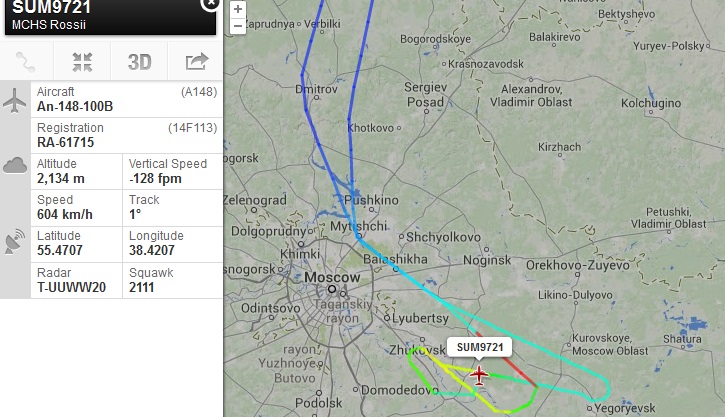 SUM9721
MCHS Rossii
3D
Aircraft (A148)
An-148-100B
Registration (14F113)
RA-61715
Altitude Vertical Speed
2,134 m -128 fpm
Speed Track
604 km/h 1°
Latitude Longitude
55.4707 38.4207
Radar Squawk
T-UUWW20 2111
+
−
Zaprudnya Verbilki
Bektyshevo
Bogorodskoye
Balakirevo
Yuryev-Polsky
Krasnozavodsk
Dmitrov
Sergiev
Posad
Alexandrov,
Vladimir Oblast
Kolchugino
Khotkovo
Kirzhach
ogorsk
Zelenograd
Pushkino
Petushki,
Vladimir Oblast
Dolgoprudny
Mytishchi
Shchyolkovo
Khimki
Noginsk
Orekhovo-Zuyevo
snogorsk
Balashikha
Moscow
Likino-Dulyovo
Odintsovo
Taganskiy
rayon
Lyubertsy
Kurovskoye,
Moscow Oblast
Shatura
SUM9721
rayon
Yuzhnoye
Butovo
Zhukovsk
Domodedovo
Podolsk
Yegoryevsk